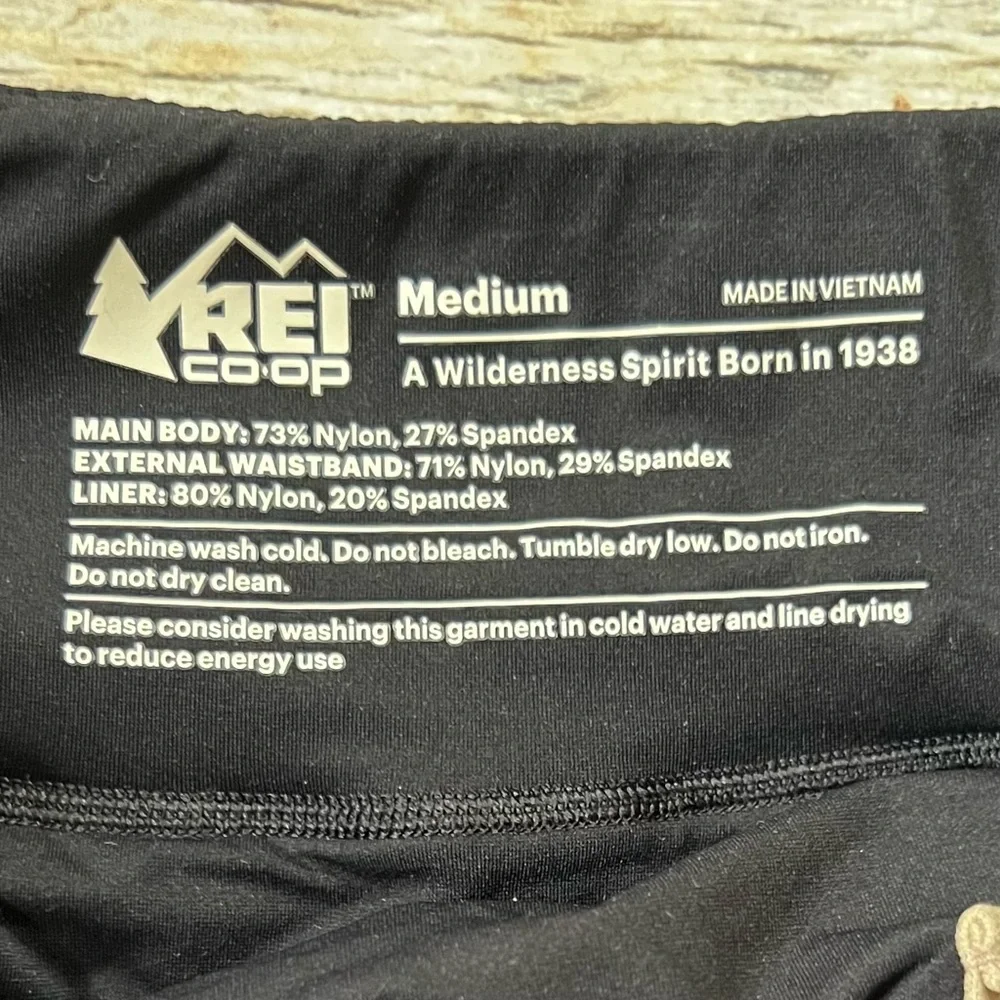 REI™
CO·OP
Medium
MADE IN VIETNAM
A Wilderness Spirit Born in 1938
MAIN BODY: 73% Nylon, 27% Spandex
EXTERNAL WAISTBAND: 71% Nylon, 29% Spandex
LINER: 80% Nylon, 20% Spandex
Machine wash cold. Do not bleach. Tumble dry low. Do not iron.
Do not dry clean.
Please consider washing this garment in cold water and line drying
to reduce energy use